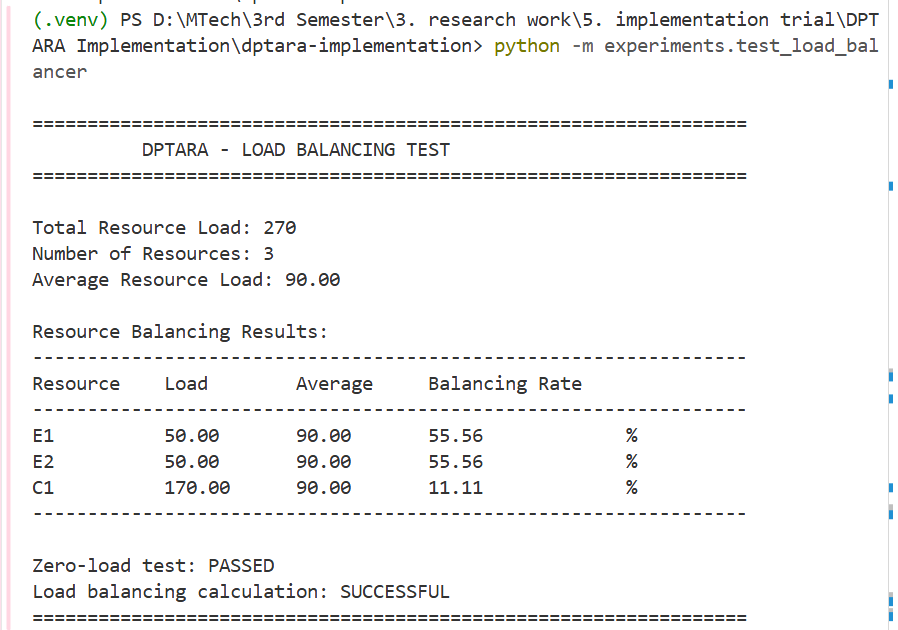 (.venv) PS D:\MTech\3rd Semester\3. research work\5. implementation trial\DPT
ARA Implementation\dptara-implementation> python -m experiments.test_load_bal
ancer
=================================================================
DPTARA - LOAD BALANCING TEST
=================================================================
Total Resource Load: 270
Number of Resources: 3
Average Resource Load: 90.00
Resource Balancing Results:
-----------------------------------------------------------------
Resource    Load        Average     Balancing Rate
-----------------------------------------------------------------
E1          50.00       90.00       55.56             %
E2          50.00       90.00       55.56             %
C1          170.00      90.00       11.11             %
-----------------------------------------------------------------
Zero-load test: PASSED
Load balancing calculation: SUCCESSFUL
=================================================================